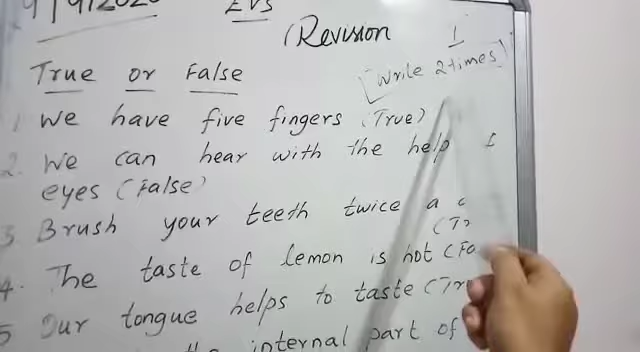 EVS
(Revision 1
True or False
[Write 2 times]
1. We have five fingers (True)
2. We can hear with the help
eyes (False)
3. Brush your teeth twice a
4. The taste of lemon is hot
5 Our tongue helps to taste
the internal part of